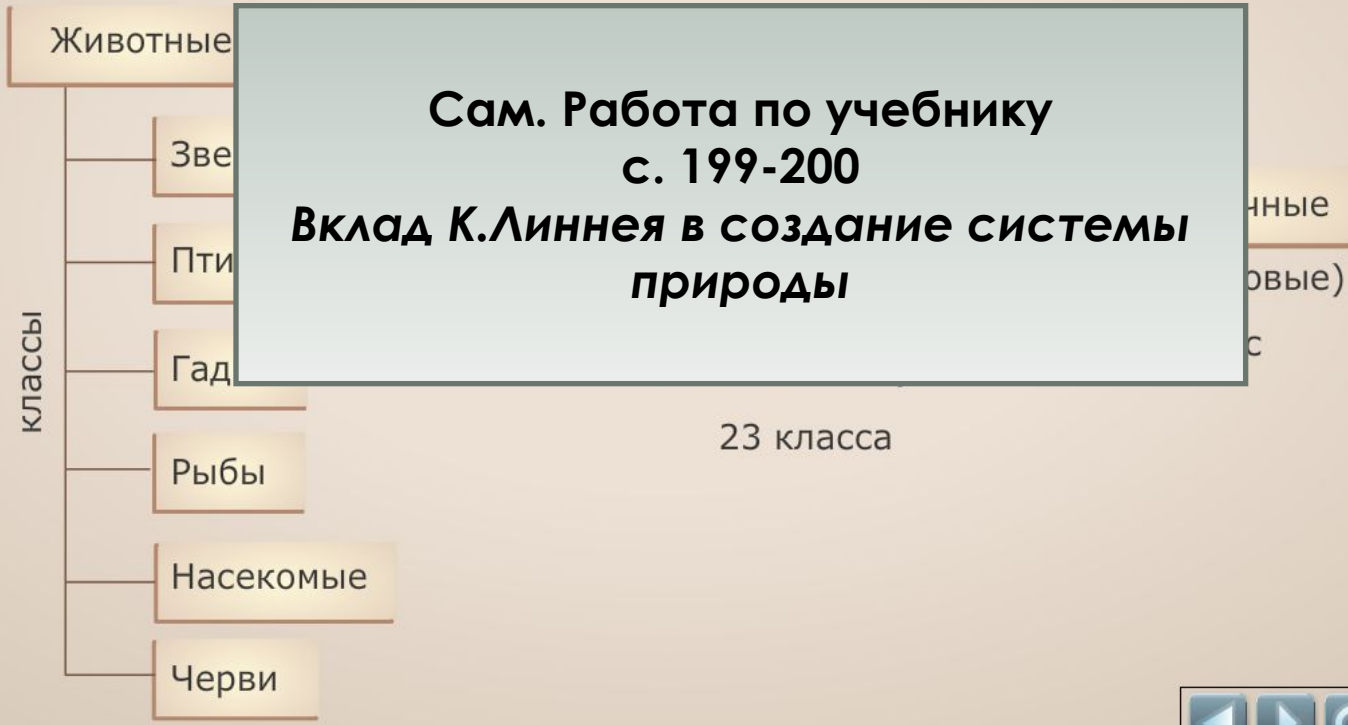 Животные
Сам. Работа по учебнику
с. 199-200
Вклад К.Линнея в создание системы
природы
классы
Рыбы
23 класса
Насекомые
Черви